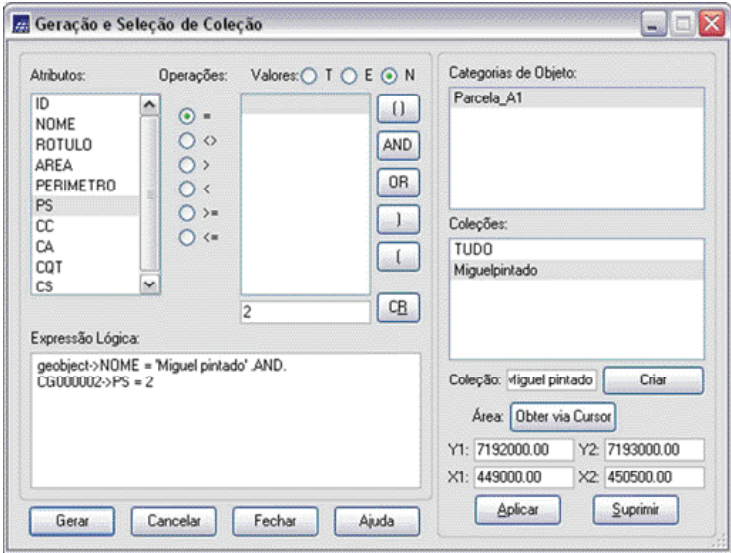 Geração e Seleção de Coleção
Atributos: Operações: Valores: T E N
ID
NOME
ROTULO
AREA
PERIMETRO
PS
CC
CA
CQT
CS
=
<>
>
<
>=
<=
()
AND
OR
)
(
2 CR
Expressão Lógica:
geobject->NOME = 'Miguel pintado' .AND.
CG000002->PS = 2
Gerar Cancelar Fechar Ajuda
Categorias de Objeto:
Parcela_A1
Coleções:
TUDO
Miguelpintado
Coleção: Miguel pintado Criar
Área: Obter via Cursor
Y1: 7192000.00 Y2: 7193000.00
X1: 449000.00 X2: 450500.00
Aplicar Suprimir